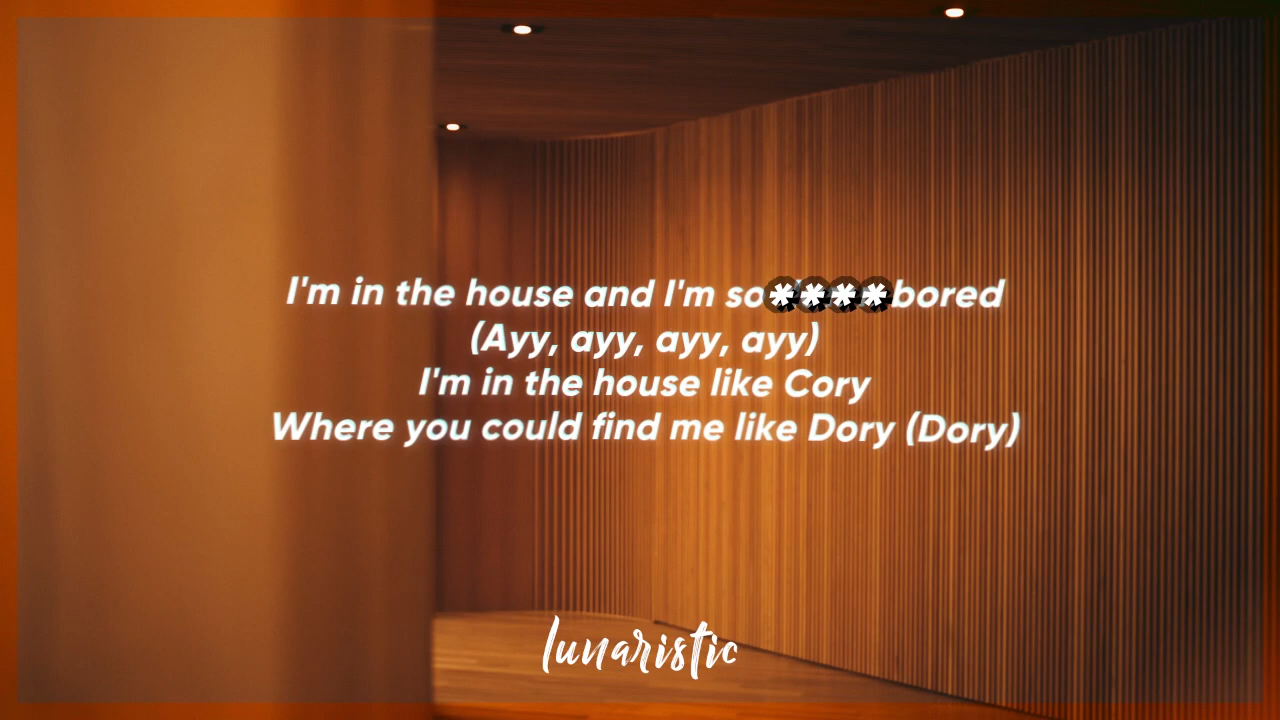 I'm in the house and I'm so **** bored
(Ayy, ayy, ayy, ayy)
I'm in the house like Cory
Where you could find me like Dory (Dory)
lunaristic